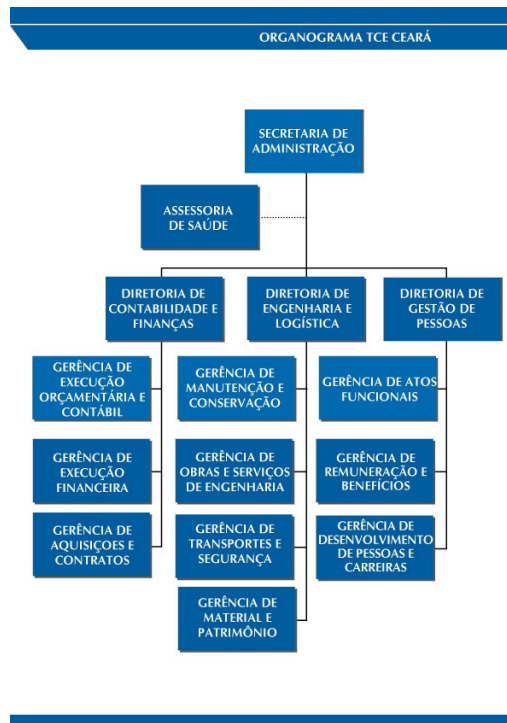 ORGANOGRAMA TCE CEARÁ
SECRETARIA DE
ADMINISTRAÇÃO
ASSESSORIA
DE SAÚDE
DIRETORIA DE
CONTABILIDADE E
FINANÇAS
DIRETORIA DE
ENGENHARIA E
LOGÍSTICA
DIRETORIA DE
GESTÃO DE
PESSOAS
GERÊNCIA DE
EXECUÇÃO
ORÇAMENTÁRIA E
CONTÁBIL
GERÊNCIA DE
MANUTENÇÃO E
CONSERVAÇÃO
GERÊNCIA DE ATOS
FUNCIONAIS
GERÊNCIA DE
EXECUÇÃO
FINANCEIRA
GERÊNCIA DE
OBRAS E SERVIÇOS
DE ENGENHARIA
GERÊNCIA DE
REMUNERAÇÃO E
BENEFÍCIOS
GERÊNCIA DE
AQUISIÇOES E
CONTRATOS
GERÊNCIA DE
TRANSPORTES E
SEGURANÇA
GERÊNCIA DE
DESENVOLVIMENTO
DE PESSOAS E
CARREIRAS
GERÊNCIA DE
MATERIAL E
PATRIMÔNIO